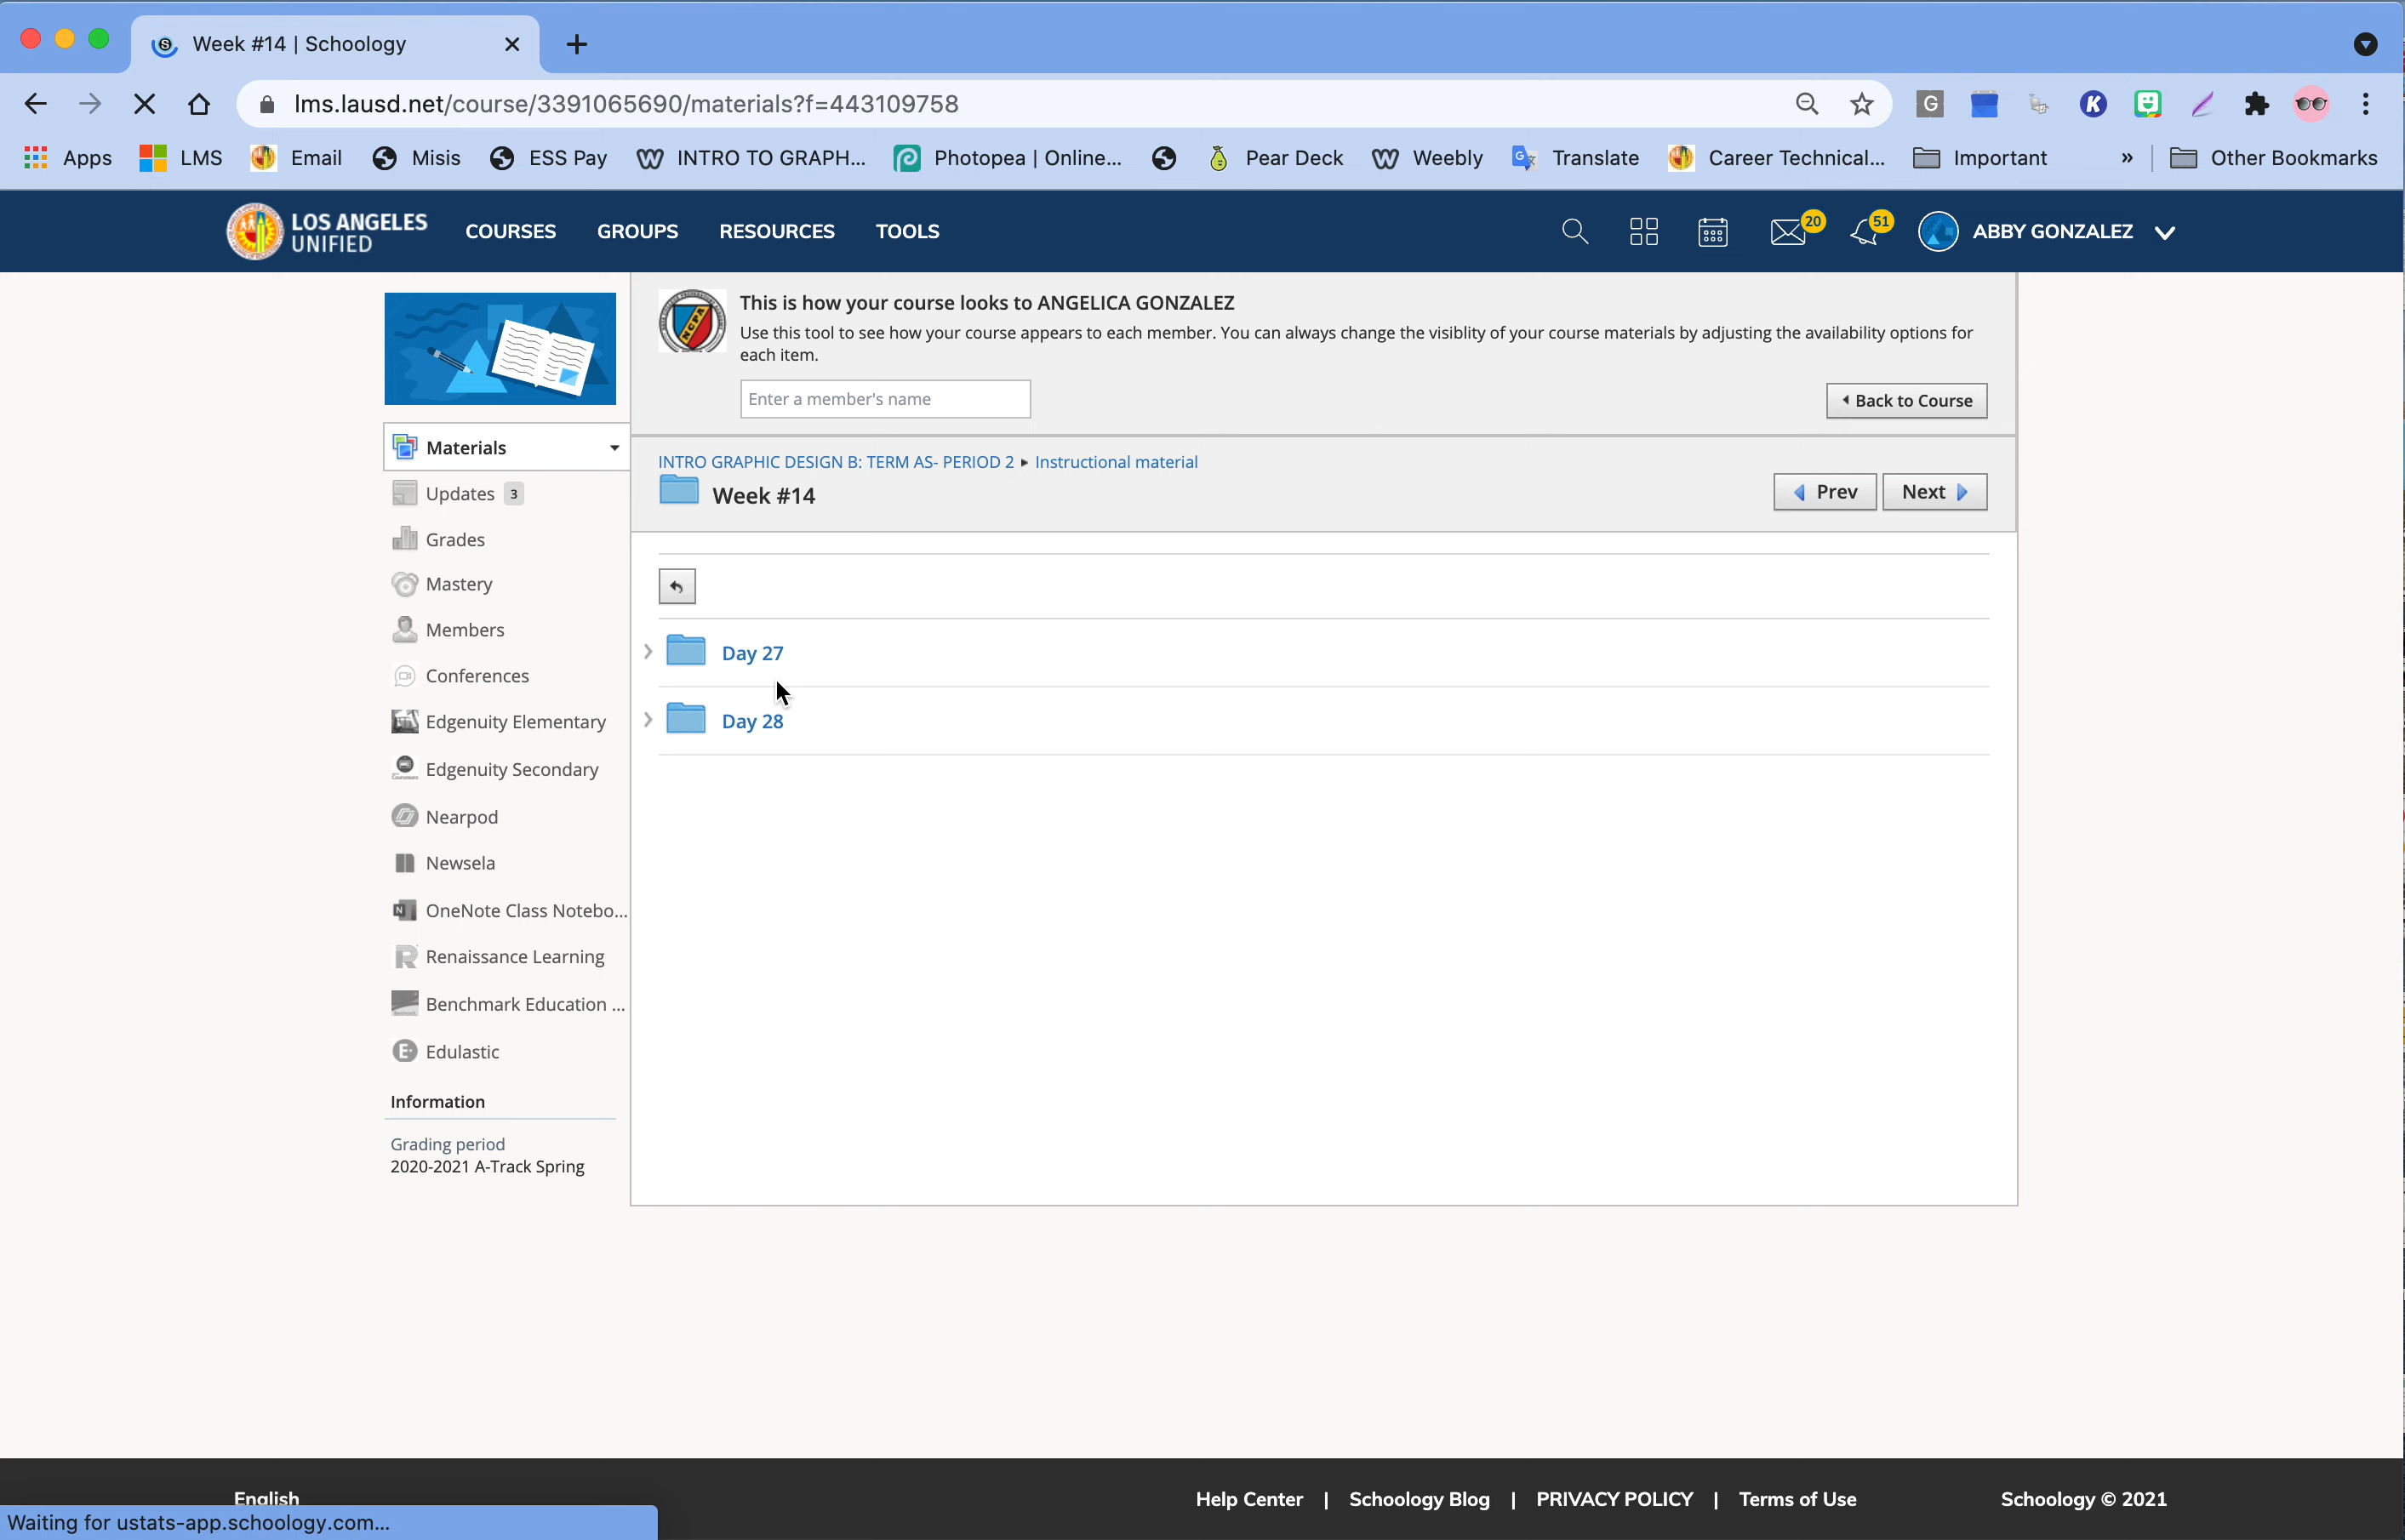 Week #14 | Schoology
lms.lausd.net/course/3391065690/materials?f=443109758
Apps LMS Email Misis ESS Pay INTRO TO GRAPH... Photopea | Online... Pear Deck Weebly Translate Career Technical... Important » Other Bookmarks
LOS ANGELES
UNIFIED
COURSES GROUPS RESOURCES TOOLS 20 51 ABBY GONZALEZ
This is how your course looks to ANGELICA GONZALEZ
Use this tool to see how your course appears to each member. You can always change the visiblity of your course materials by adjusting the availability options for
each item.
Enter a member's name
Back to Course
Materials
Updates 3
Grades
Mastery
Members
Conferences
Edgenuity Elementary
Edgenuity Secondary
Nearpod
Newsela
OneNote Class Notebo...
Renaissance Learning
Benchmark Education ...
Edulastic
Information
Grading period
2020-2021 A-Track Spring
INTRO GRAPHIC DESIGN B: TERM AS- PERIOD 2 ▸ Instructional material
Week #14
Prev Next
Day 27
Day 28
English
Help Center | Schoology Blog | PRIVACY POLICY | Terms of Use
Schoology © 2021
Waiting for ustats-app.schoology.com...